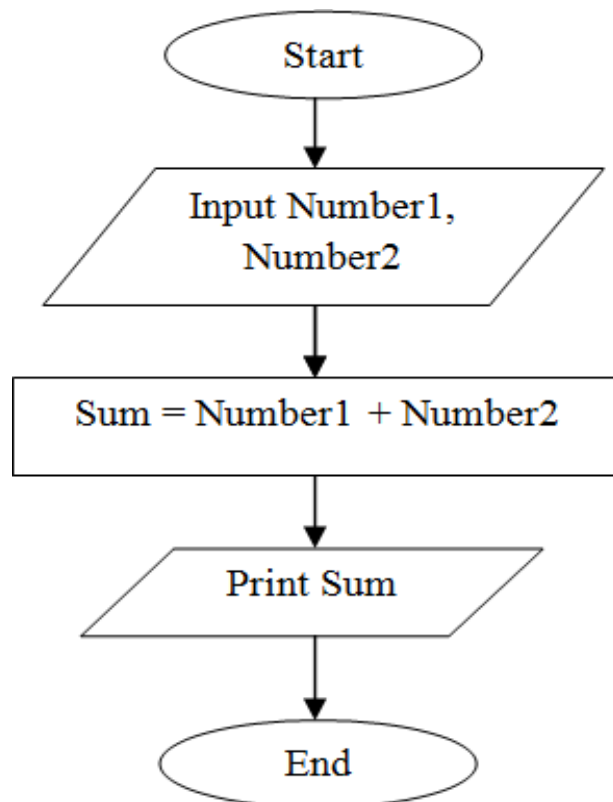 Start
Input Number1,
Number2
Sum = Number1 + Number2
Print Sum
End